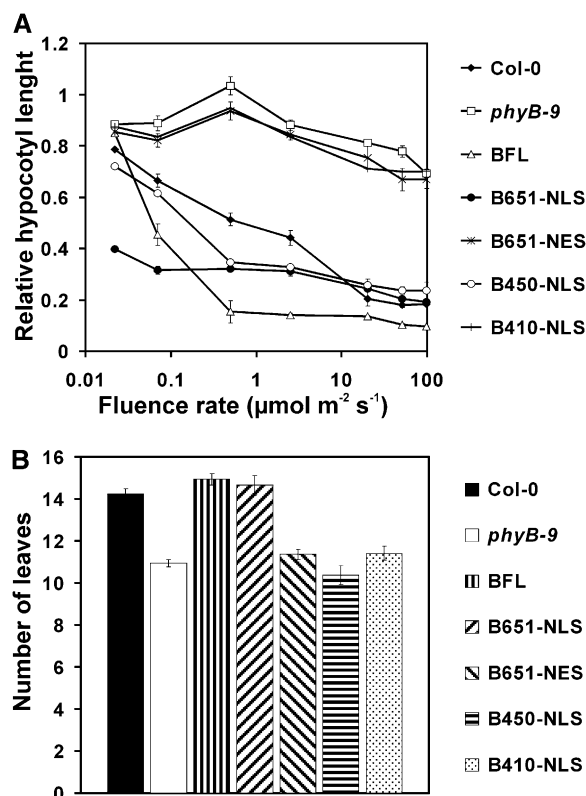 A
1.2
1
0.8
0.6
0.4
0.2
0
Relative hypocotyl lenght
0.01 0.1 1 10 100
Fluence rate (µmol m⁻² s⁻¹)
Col-0
phyB-9
BFL
B651-NLS
B651-NES
B450-NLS
B410-NLS
B
16
14
12
10
8
6
4
2
0
Number of leaves
Col-0
phyB-9
BFL
B651-NLS
B651-NES
B450-NLS
B410-NLS